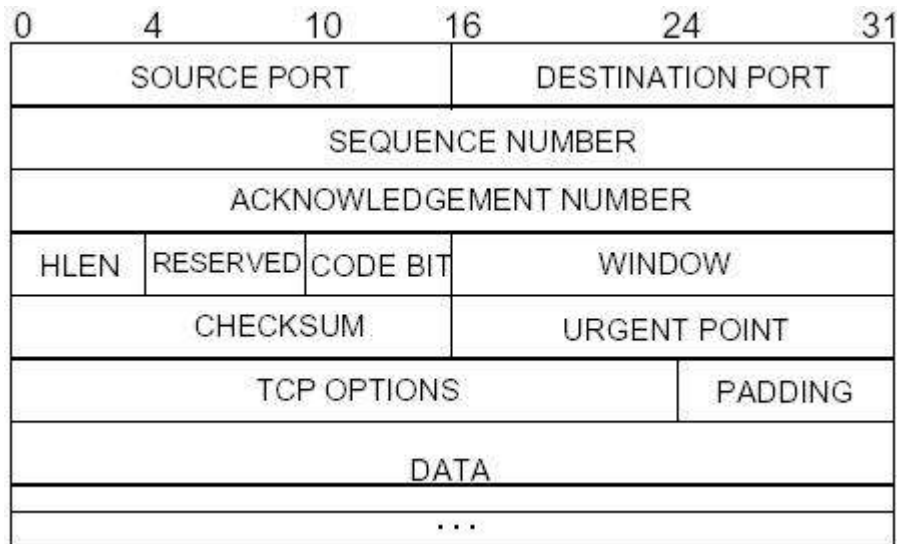 0 4 10 16 24 31
SOURCE PORT DESTINATION PORT
SEQUENCE NUMBER
ACKNOWLEDGEMENT NUMBER
HLEN RESERVED CODE BIT WINDOW
CHECKSUM URGENT POINT
TCP OPTIONS PADDING
DATA
...